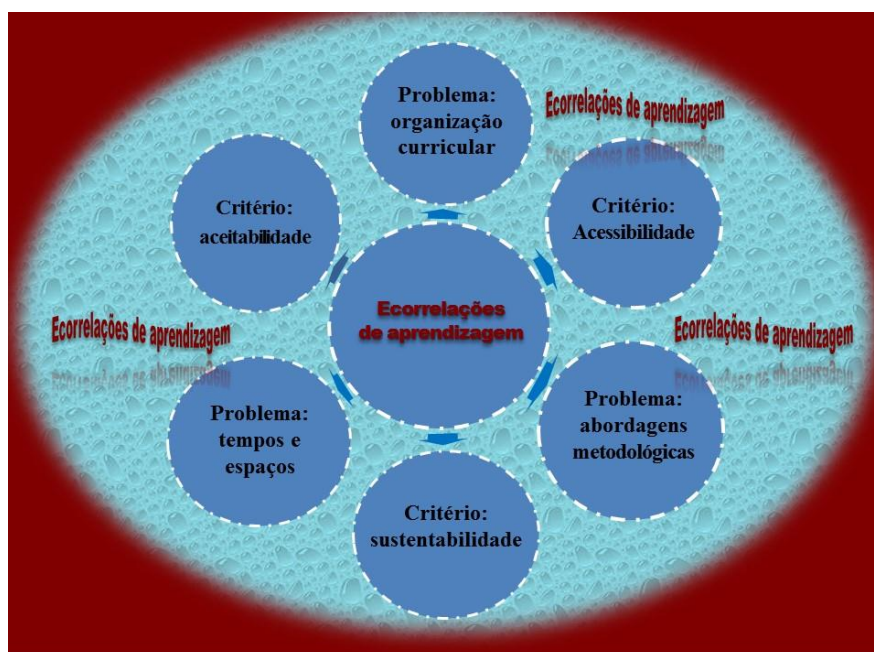 Problema:
organização
curricular
Ecorrelações de aprendizagem
Critério:
aceitabilidade
Critério:
Acessibilidade
Ecorrelações
de aprendizagem
Ecorrelações de aprendizagem
Ecorrelações de aprendizagem
Problema:
tempos e
espaços
Problema:
abordagens
metodológicas
Critério:
sustentabilidade